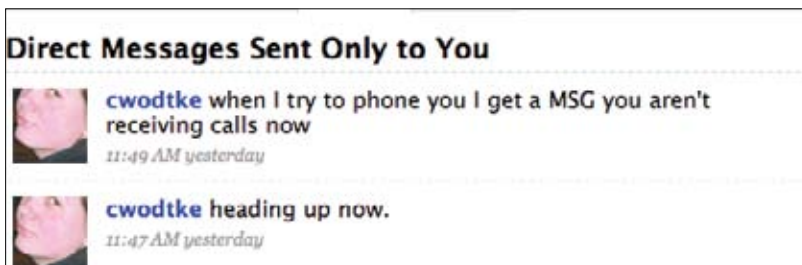 Direct Messages Sent Only to You
cwodtke when I try to phone you I get a MSG you aren't
receiving calls now
11:49 AM yesterday
cwodtke heading up now.
11:47 AM yesterday